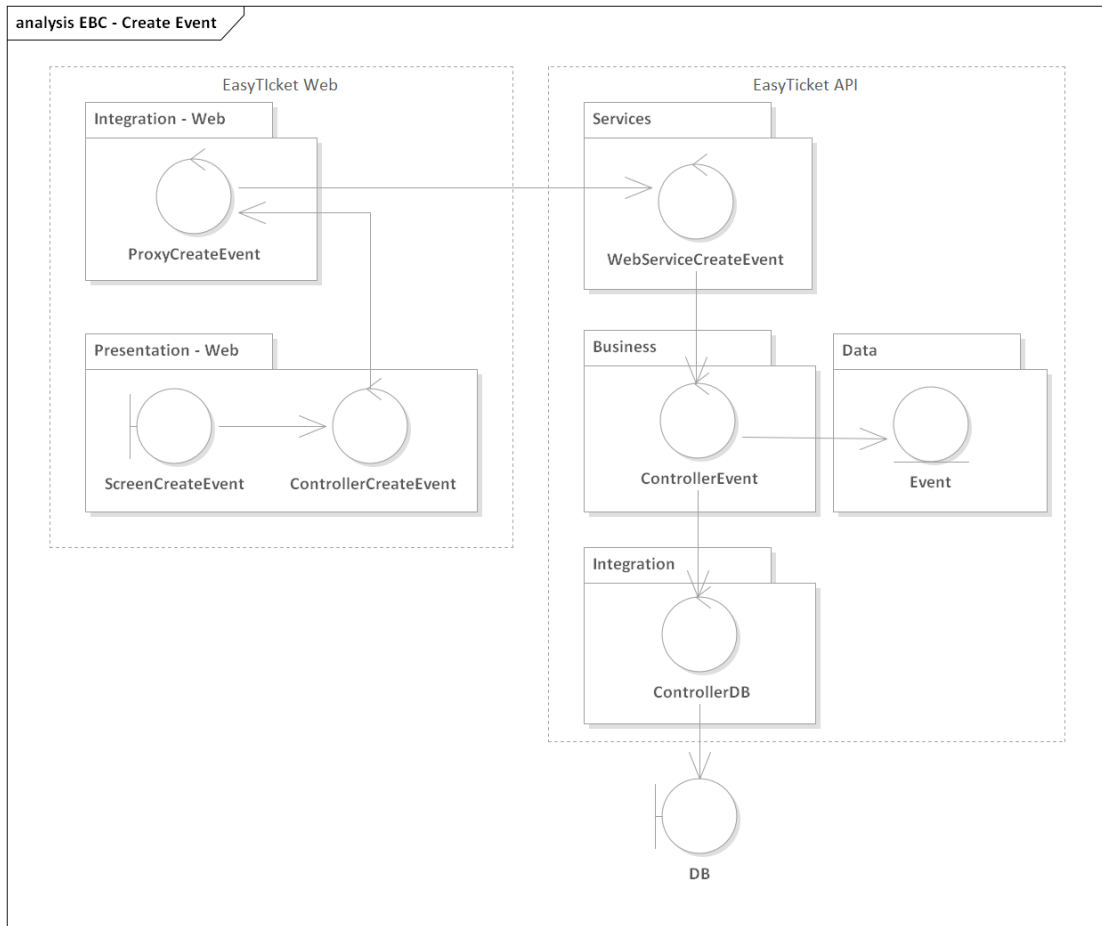 analysis EBC - Create Event
EasyTIcket Web
Integration - Web
ProxyCreateEvent
Presentation - Web
ScreenCreateEvent
ControllerCreateEvent
EasyTicket API
Services
WebServiceCreateEvent
Business
ControllerEvent
Data
Event
Integration
ControllerDB
DB